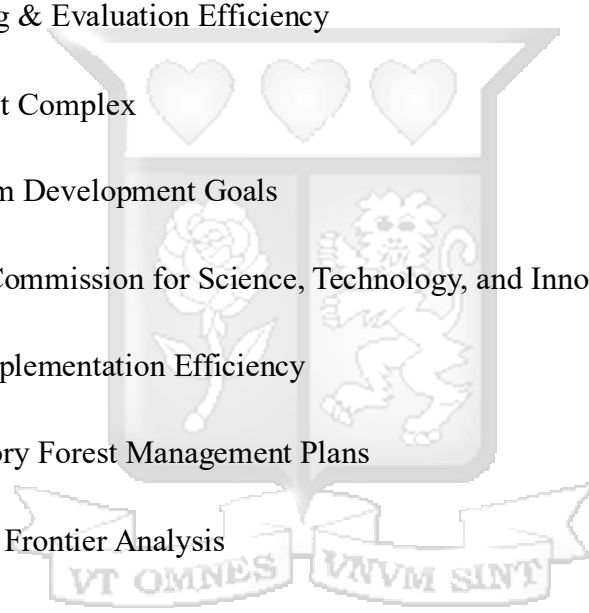 g & Evaluation Efficiency
t Complex
m Development Goals
Commission for Science, Technology, and Inno
plementation Efficiency
ory Forest Management Plans
Frontier Analysis
VT OMNES VNVM SINT